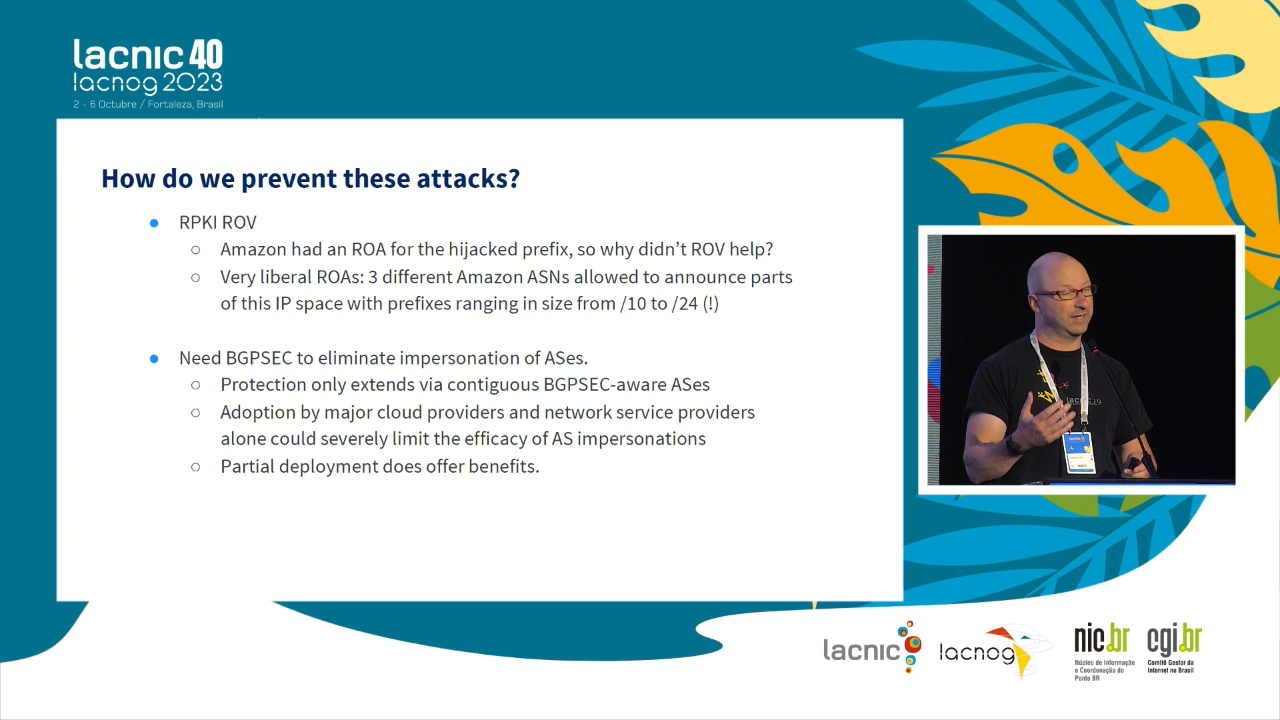 lacnic 40
lacnog 2023
2 - 6 Octubre / Fortaleza, Brasil
How do we prevent these attacks?
● RPKI ROV
○ Amazon had an ROA for the hijacked prefix, so why didn't ROV help?
○ Very liberal ROAs: 3 different Amazon ASNs allowed to announce parts
of this IP space with prefixes ranging in size from /10 to /24 (!)
● Need BGPSEC to eliminate impersonation of ASes.
○ Protection only extends via contiguous BGPSEC-aware ASes
○ Adoption by major cloud providers and network service providers
alone could severely limit the efficacy of AS impersonations
○ Partial deployment does offer benefits.
lacnic
lacnog
nic.br
Núcleo de Informação
e Coordenação do
Ponto BR
cgi.br
Comitê Gestor da
Internet no Brasil